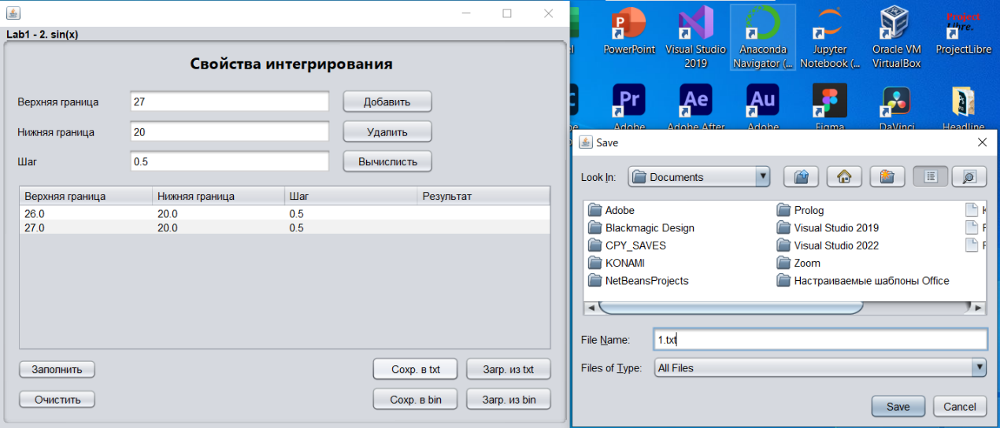 Lab1 - 2. sin(x)
Свойства интегрирования
Верхняя граница 27 Добавить
Нижняя граница 20 Удалить
Шаг 0.5 Вычислисть
Верхняя граница Нижняя граница Шаг Результат
26.0 20.0 0.5
27.0 20.0 0.5
Заполнить Сохр. в txt Загр. из txt
Очистить Сохр. в bin Загр. из bin
PowerPoint
Visual Studio
2019
Anaconda
Navigator (...
Jupyter
Notebook (...
Oracle VM
VirtualBox
Project
Libre.
ProjectLibre
Pr
Ae
Au
Adobe
Adobe After
Adobe
Figma
DaVinci
Headline
Save
Look In: Documents
Adobe
Blackmagic Design
CPY_SAVES
KONAMI
NetBeansProjects
Prolog
Visual Studio 2019
Visual Studio 2022
Zoom
Настраиваемые шаблоны Office
File Name: 1.txt
Files of Type: All Files
Save Cancel